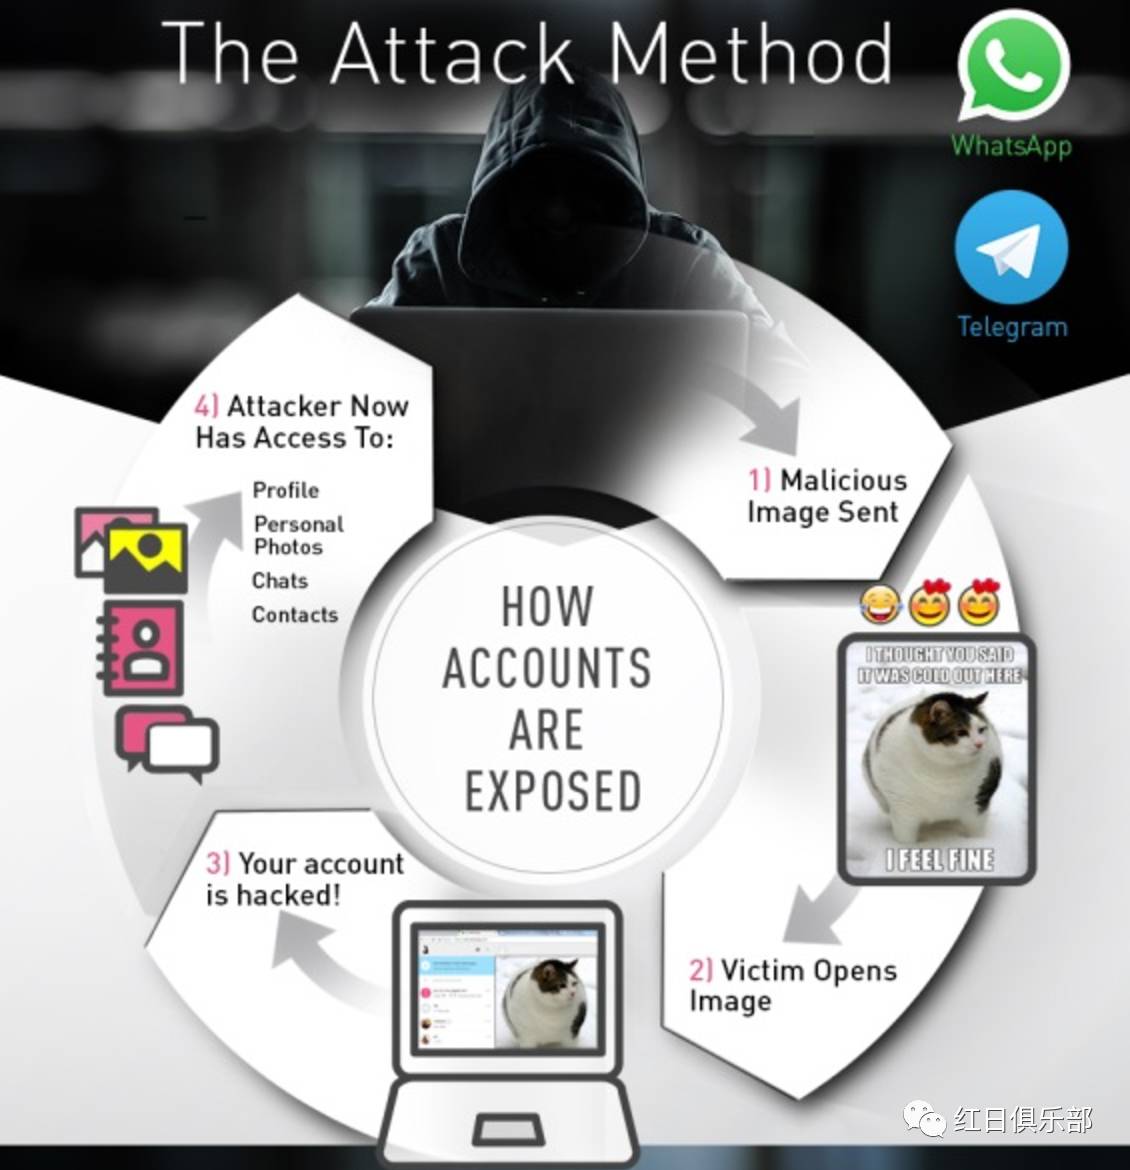 The Attack Method
WhatsApp
Telegram
1) Malicious
Image Sent
I THOUGHT YOU SAID
IT WAS COLD OUT HERE
I FEEL FINE
2) Victim Opens
Image
3) Your account
is hacked!
4) Attacker Now
Has Access To:
Profile
Personal
Photos
Chats
Contacts
HOW
ACCOUNTS
ARE
EXPOSED
红日俱乐部